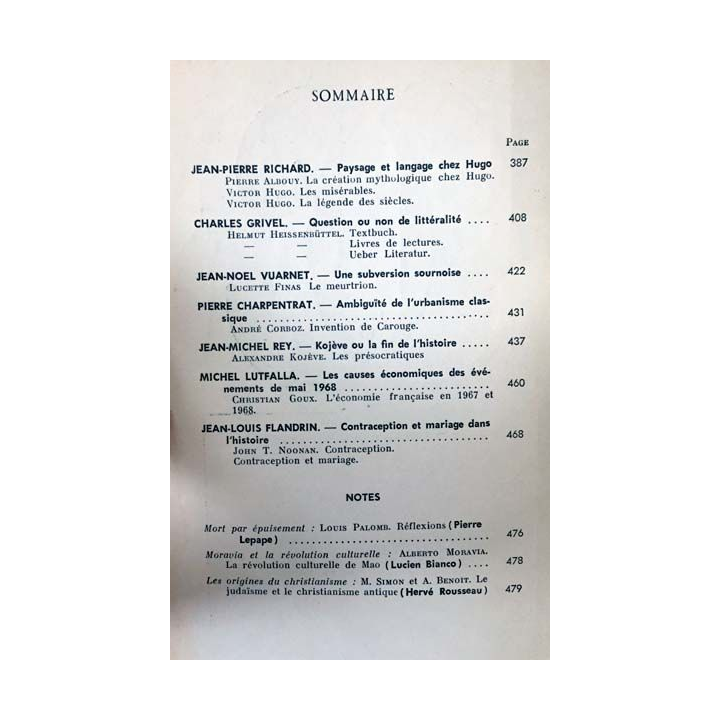 SOMMAIRE
PAGE
JEAN-PIERRE RICHARD. — Paysage et langage chez Hugo 387
PIERRE ALBOUY. La création mythologique chez Hugo.
VICTOR HUGO. Les misérables.
VICTOR HUGO. La légende des siècles.
CHARLES GRIVEL. — Question ou non de littéralité .... 408
HELMUT HEISSENBÜTTEL. Textbuch.
— — Livres de lectures.
— — Ueber Literatur.
JEAN-NOEL VUARNET. — Une subversion sournoise .... 422
LUCETTE FINAS Le meurtrion.
PIERRE CHARPENTRAT. — Ambiguïté de l'urbanisme clas-
sique ........................................ 431
ANDRÉ CORBOZ. Invention de Carouge.
JEAN-MICHEL REY. — Kojève ou la fin de l'histoire ..... 437
ALEXANDRE KOJÈVE. Les présocratiques
MICHEL LUTFALLA. — Les causes économiques des évé-
nements de mai 1968 ......................... 460
CHRISTIAN GOUX. L'économie française en 1967 et
1968.
JEAN-LOUIS FLANDRIN. — Contraception et mariage dans
l'histoire .................................... 468
JOHN T. NOONAN. Contraception.
Contraception et mariage.
NOTES
Mort par épuisement : LOUIS PALOMB. Réflexions (Pierre
Lepape) .................................. 476
Moravia et la révolution culturelle : ALBERTO MORAVIA.
La révolution culturelle de Mao (Lucien Bianco) .... 478
Les origines du christianisme : M. SIMON et A. BENOIT. Le
judaïsme et le christianisme antique (Hervé Rousseau) 479